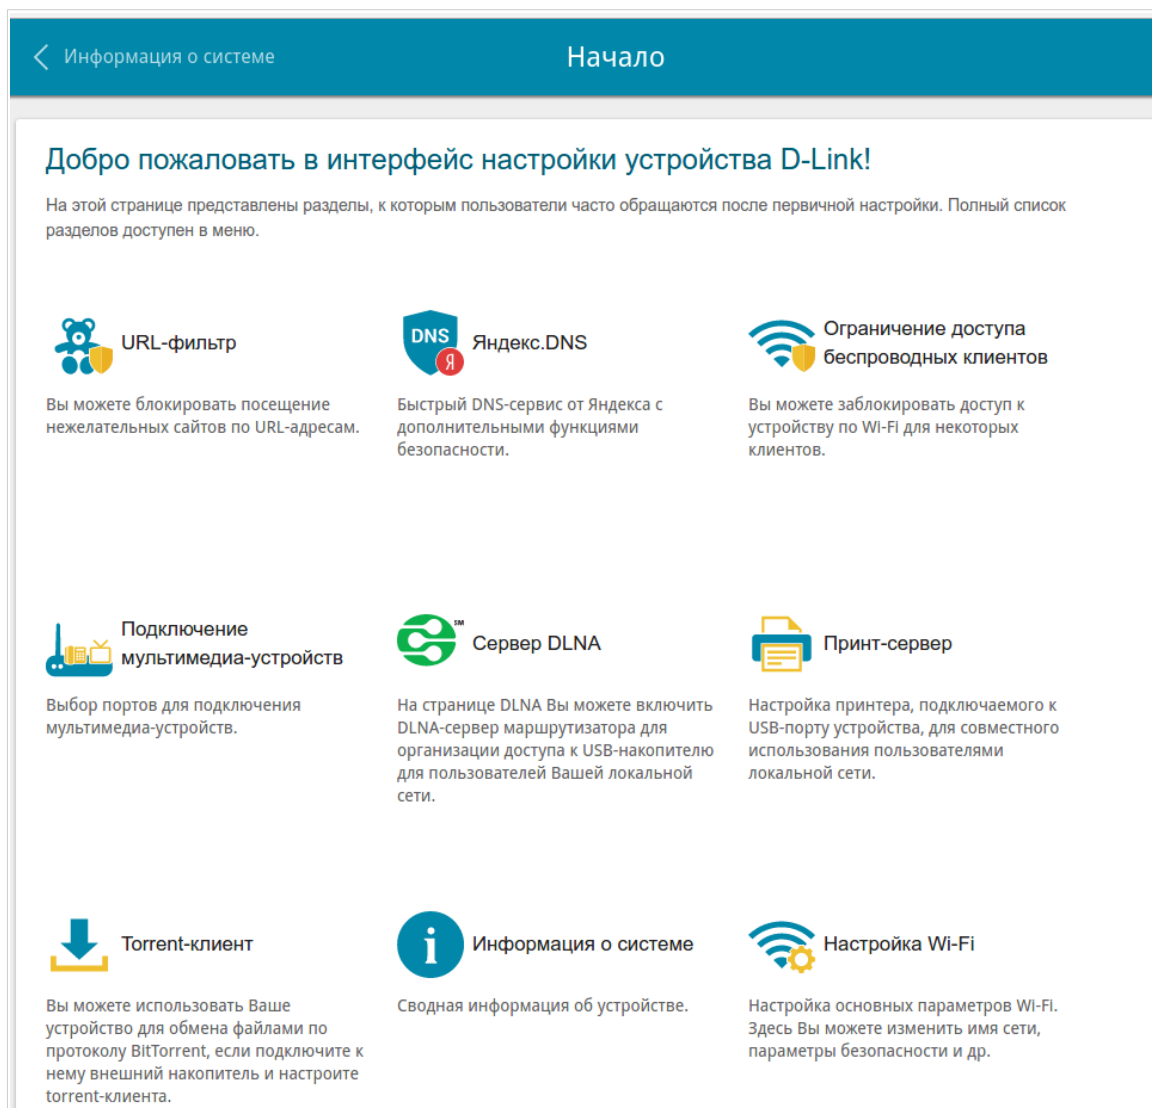 Информация о системе
Начало
Добро пожаловать в интерфейс настройки устройства D-Link!
На этой странице представлены разделы, к которым пользователи часто обращаются после первичной настройки. Полный список
разделов доступен в меню.
URL-фильтр
Вы можете блокировать посещение
нежелательных сайтов по URL-адресам.
DNS
Я
Яндекс.DNS
Быстрый DNS-сервис от Яндекса с
дополнительными функциями
безопасности.
Ограничение доступа
беспроводных клиентов
Вы можете заблокировать доступ к
устройству по Wi-Fi для некоторых
клиентов.
Подключение
мультимедиа-устройств
Выбор портов для подключения
мультимедиа-устройств.
SM
Сервер DLNA
На странице DLNA Вы можете включить
DLNA-сервер маршрутизатора для
организации доступа к USB-накопителю
для пользователей Вашей локальной
сети.
Принт-сервер
Настройка принтера, подключаемого к
USB-порту устройства, для совместного
использования пользователями
локальной сети.
Torrent-клиент
Вы можете использовать Ваше
устройство для обмена файлами по
протоколу BitTorrent, если подключите к
нему внешний накопитель и настроите
torrent-клиента.
i
Информация о системе
Сводная информация об устройстве.
Настройка Wi-Fi
Настройка основных параметров Wi-Fi.
Здесь Вы можете изменить имя сети,
параметры безопасности и др.